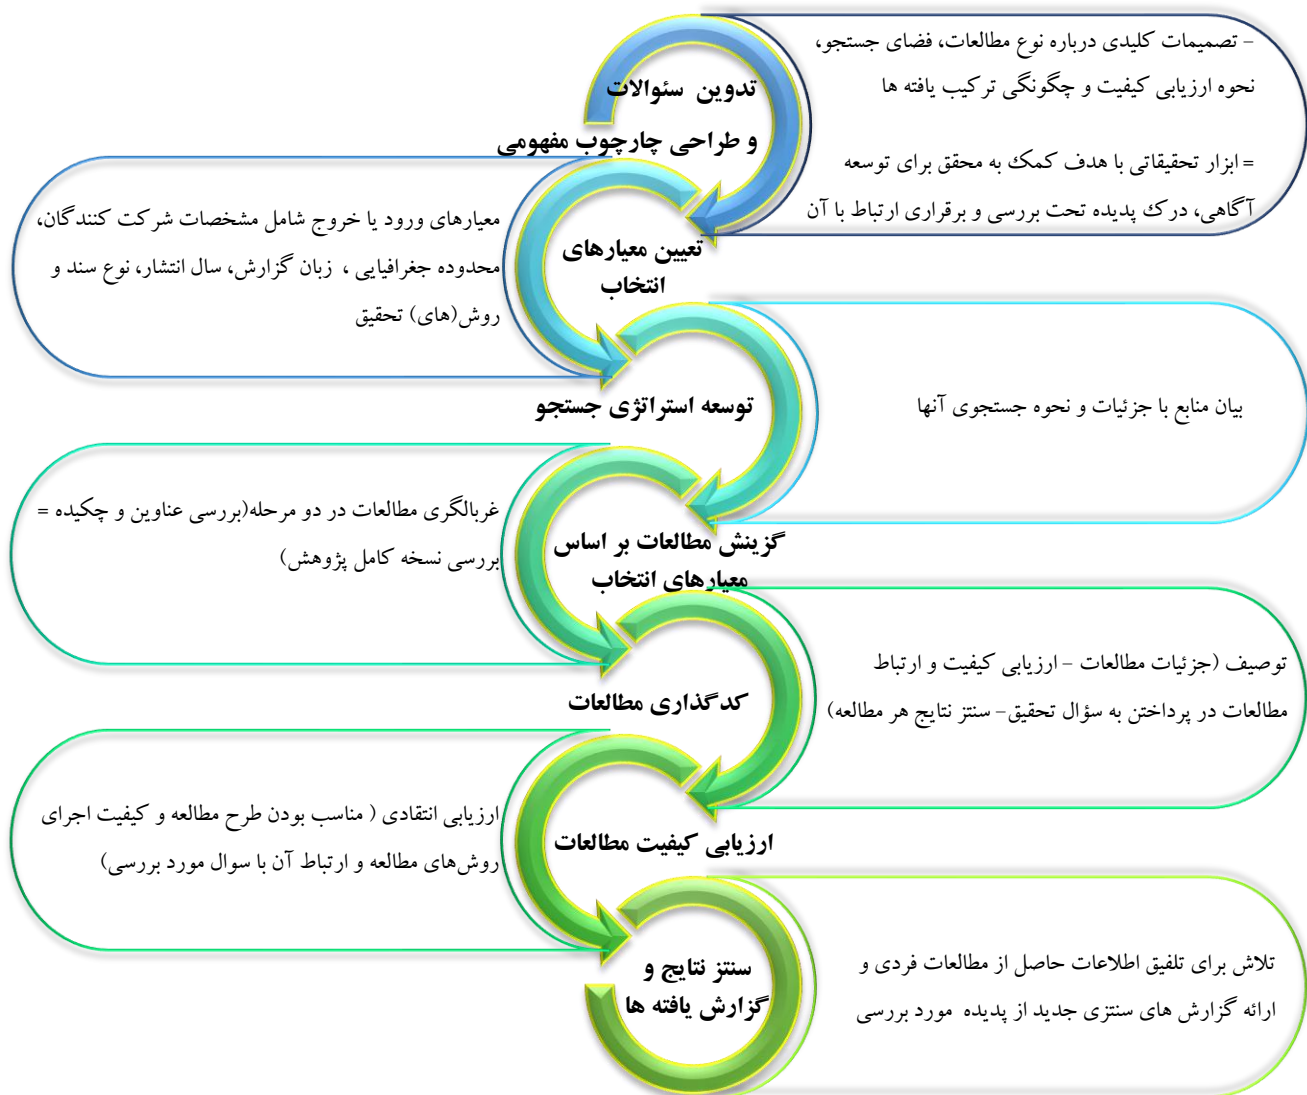 تدوین سئوالات
و طراحی چارچوب مفهومی
- تصمیمات کلیدی درباره نوع مطالعات، فضای جستجو،
نحوه ارزیابی کیفیت و چگونگی ترکیب یافته ها
= ابزار تحقیقاتی با هدف کمک به محقق برای توسعه
آگاهی، درک پدیده تحت بررسی و برقراری ارتباط با آن
تعیین معیارهای
انتخاب
معیارهای ورود یا خروج شامل مشخصات شرکت کنندگان،
محدوده جغرافیایی ، زبان گزارش، سال انتشار، نوع سند و
روش(های) تحقیق
توسعه استراتژی جستجو
بیان منابع با جزئیات و نحوه جستجوی آنها
گزینش مطالعات بر اساس
معیارهای انتخاب
غربالگری مطالعات در دو مرحله(بررسی عناوین و چکیده =
بررسی نسخه کامل پژوهش)
کدگذاری مطالعات
توصیف (جزئیات مطالعات - ارزیابی کیفیت و ارتباط
مطالعات در پرداختن به سؤال تحقیق- سنتز نتایج هر مطالعه)
ارزیابی کیفیت مطالعات
ارزیابی انتقادی ( مناسب بودن طرح مطالعه و کیفیت اجرای
روش‌های مطالعه و ارتباط آن با سوال مورد بررسی)
سنتز نتایج و
گزارش یافته ها
تلاش برای تلفیق اطلاعات حاصل از مطالعات فردی و
ارائه گزارش های سنتزی جدید از پدیده مورد بررسی